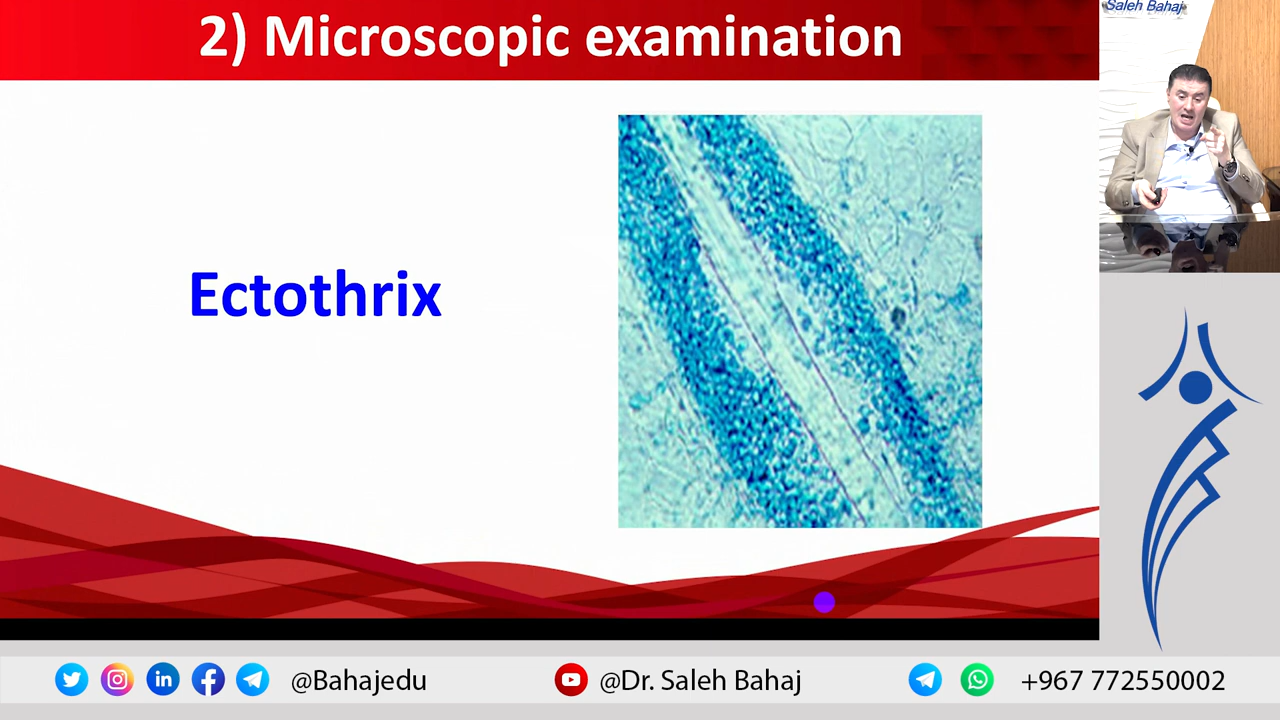 2) Microscopic examination
Saleh Bahaj
Ectothrix
@Bahajedu
@Dr. Saleh Bahaj
+967 772550002